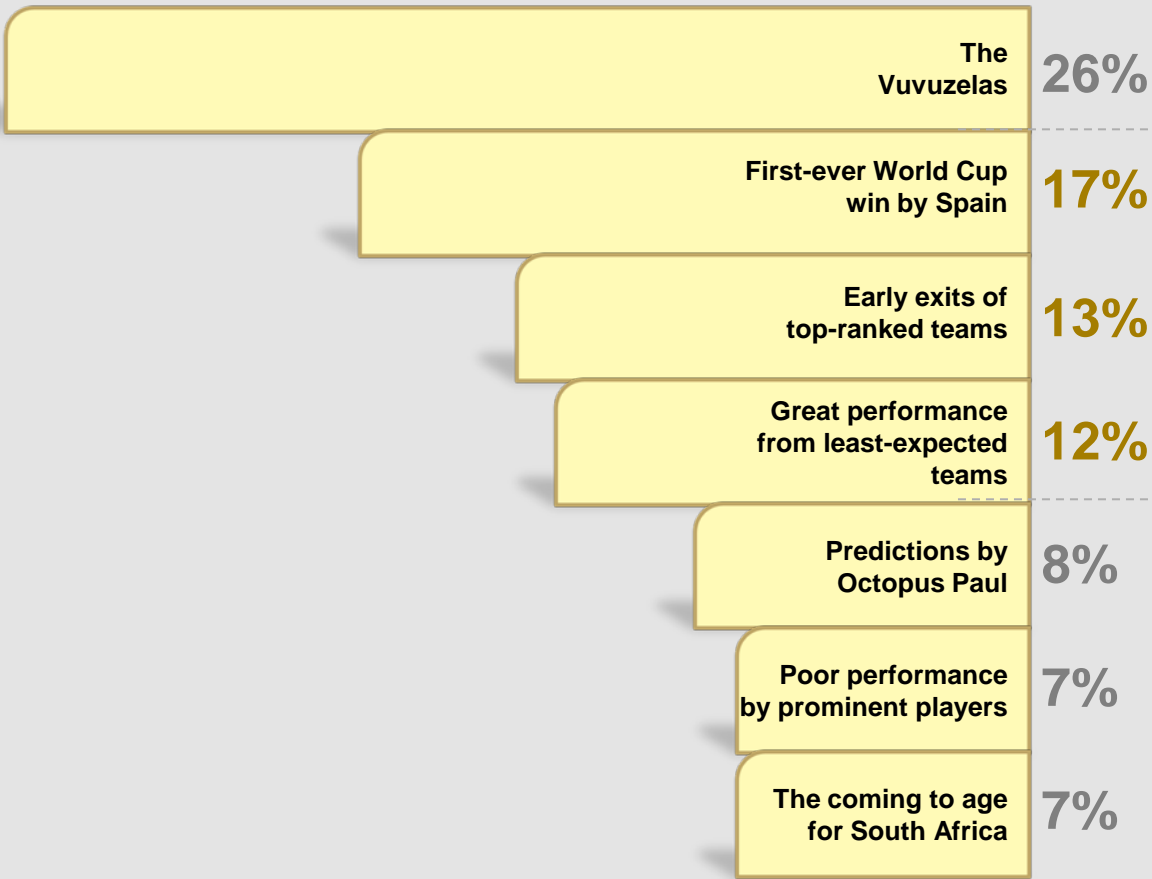 The
Vuvuzelas
26%
First-ever World Cup
win by Spain
17%
Early exits of
top-ranked teams
13%
Great performance
from least-expected
teams
12%
Predictions by
Octopus Paul
8%
Poor performance
by prominent players
7%
The coming to age
for South Africa
7%